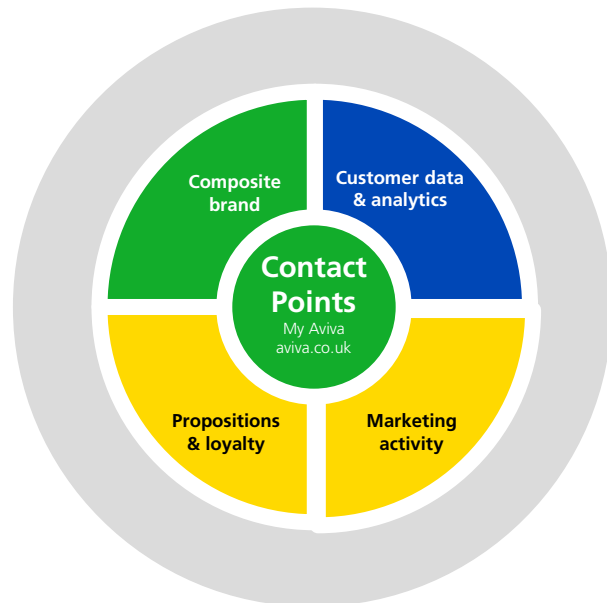 Composite
brand
Customer data
& analytics
Contact
Points
My Aviva
aviva.co.uk
Propositions
& loyalty
Marketing
activity